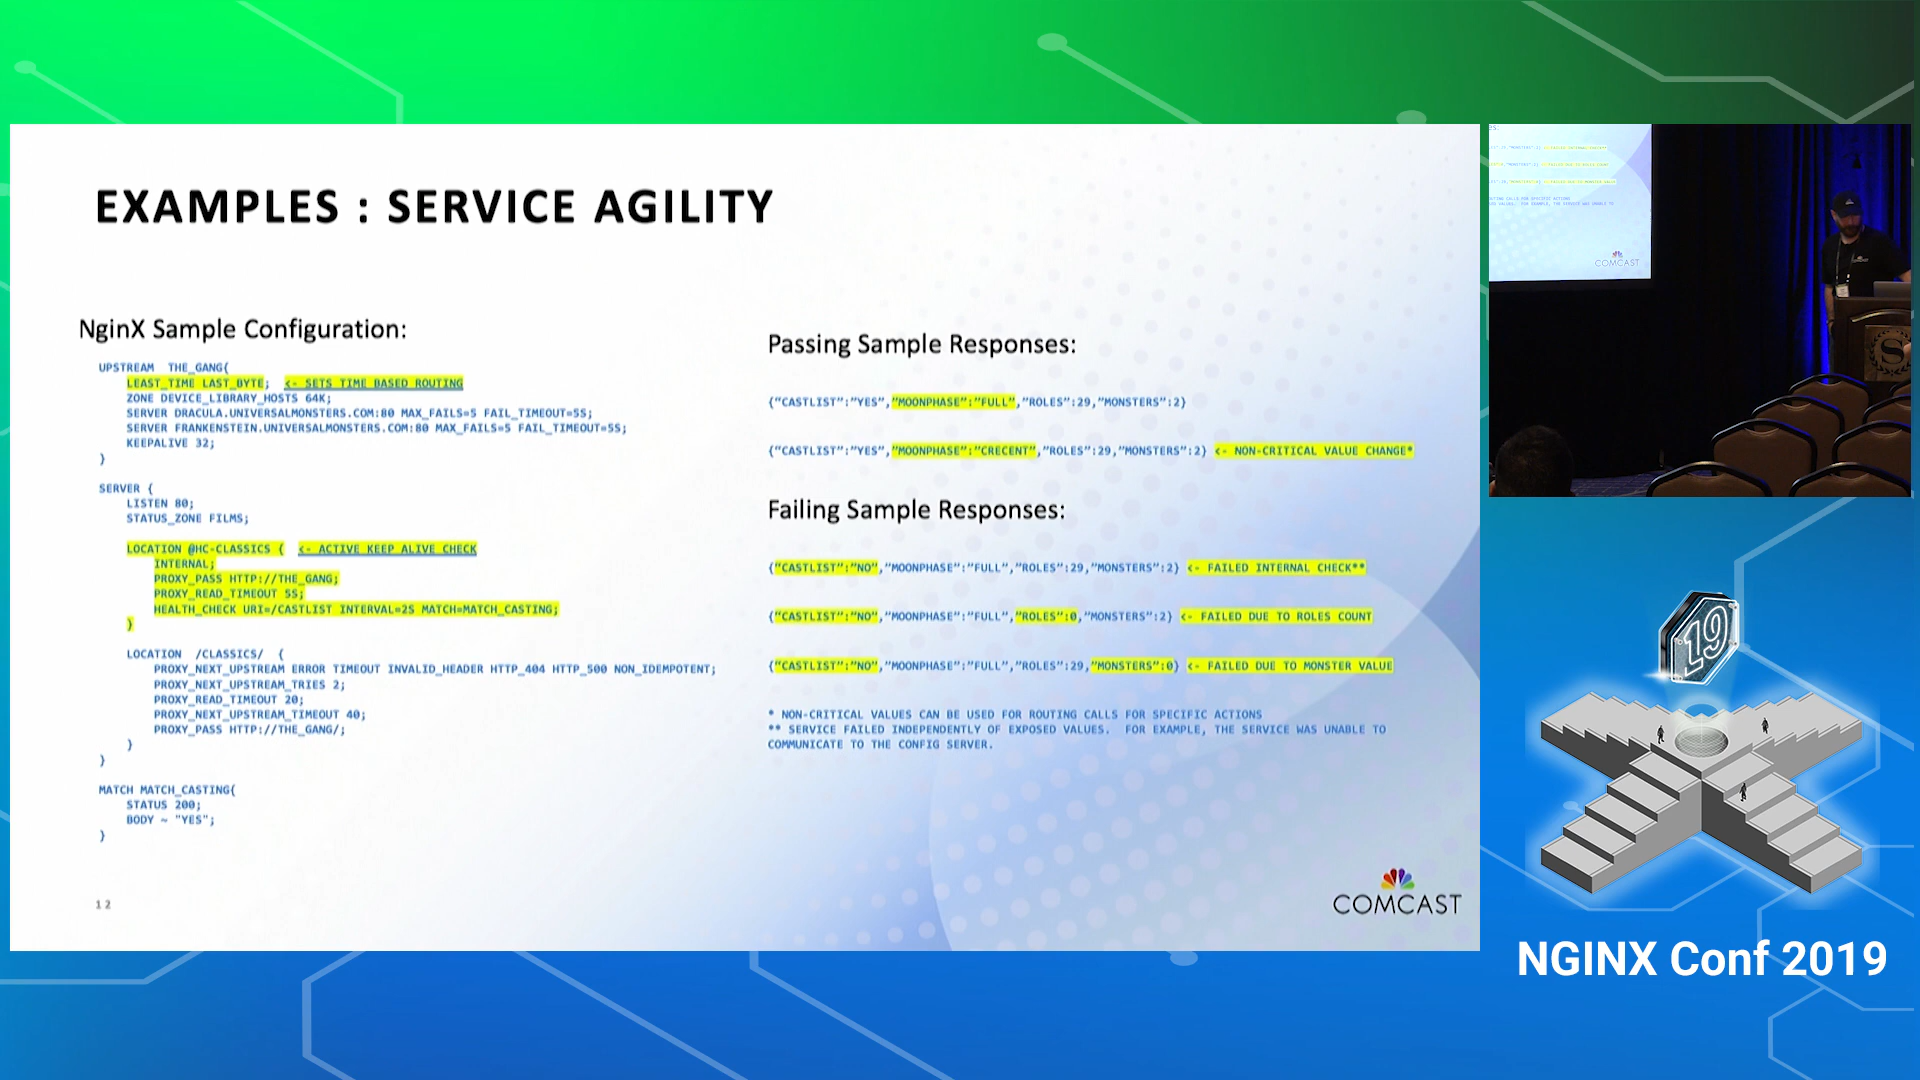 EXAMPLES : SERVICE AGILITY
NginX Sample Configuration:
UPSTREAM THE_GANG{
LEAST_TIME LAST_BYTE; <- SETS TIME BASED ROUTING
ZONE DEVICE_LIBRARY_HOSTS 64K;
SERVER DRACULA.UNIVERSALMONSTERS.COM:80 MAX_FAILS=5 FAIL_TIMEOUT=5S;
SERVER FRANKENSTEIN.UNIVERSALMONSTERS.COM:80 MAX_FAILS=5 FAIL_TIMEOUT=5S;
KEEPALIVE 32;
}
SERVER {
LISTEN 80;
STATUS_ZONE FILMS;
LOCATION @HC-CLASSICS { <- ACTIVE KEEP ALIVE CHECK
INTERNAL;
PROXY_PASS HTTP://THE_GANG;
PROXY_READ_TIMEOUT 5S;
HEALTH_CHECK URI=/CASTLIST INTERVAL=2S MATCH=MATCH_CASTING;
}
LOCATION /CLASSICS/ {
PROXY_NEXT_UPSTREAM ERROR TIMEOUT INVALID_HEADER HTTP_404 HTTP_500 NON_IDEMPOTENT;
PROXY_NEXT_UPSTREAM_TRIES 2;
PROXY_READ_TIMEOUT 20;
PROXY_NEXT_UPSTREAM_TIMEOUT 40;
PROXY_PASS HTTP://THE_GANG/;
}
}
MATCH MATCH_CASTING{
STATUS 200;
BODY ~ "YES";
}
12
Passing Sample Responses:
{“CASTLIST”:”YES”,”MOONPHASE”:”FULL”,”ROLES”:29,”MONSTERS”:2}
{“CASTLIST”:”YES”,”MOONPHASE”:”CRECENT”,”ROLES”:29,”MONSTERS”:2} <- NON-CRITICAL VALUE CHANGE*
Failing Sample Responses:
{“CASTLIST”:”NO”,”MOONPHASE”:”FULL”,”ROLES”:29,”MONSTERS”:2} <- FAILED INTERNAL CHECK**
{“CASTLIST”:”NO”,”MOONPHASE”:”FULL”,”ROLES”:0,”MONSTERS”:2} <- FAILED DUE TO ROLES COUNT
{“CASTLIST”:”NO”,”MOONPHASE”:”FULL”,”ROLES”:29,”MONSTERS”:0} <- FAILED DUE TO MONSTER VALUE
* NON-CRITICAL VALUES CAN BE USED FOR ROUTING CALLS FOR SPECIFIC ACTIONS
** SERVICE FAILED INDEPENDENTLY OF EXPOSED VALUES. FOR EXAMPLE, THE SERVICE WAS UNABLE TO
COMMUNICATE TO THE CONFIG SERVER.
COMCAST
COMCAST
S
19
NGINX Conf 2019